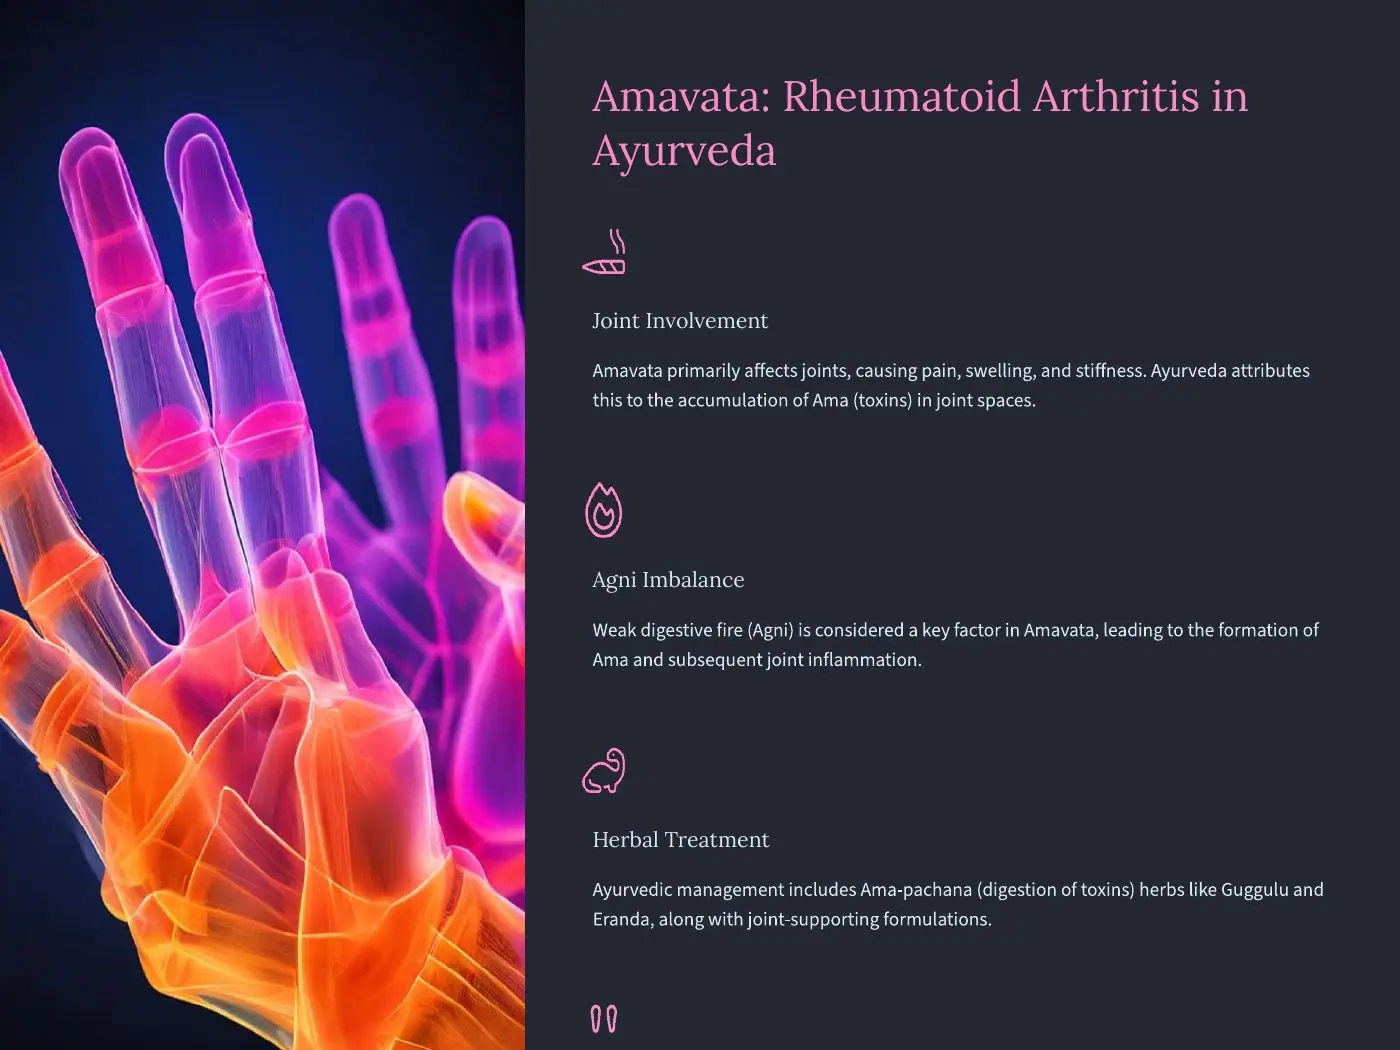 Amavata: Rheumatoid Arthritis in
Ayurveda
Joint Involvement
Amavata primarily affects joints, causing pain, swelling, and stiffness. Ayurveda attributes
this to the accumulation of Ama (toxins) in joint spaces.
Agni Imbalance
Weak digestive fire (Agni) is considered a key factor in Amavata, leading to the formation of
Ama and subsequent joint inflammation.
Herbal Treatment
Ayurvedic management includes Ama-pachana (digestion of toxins) herbs like Guggulu and
Eranda, along with joint-supporting formulations.